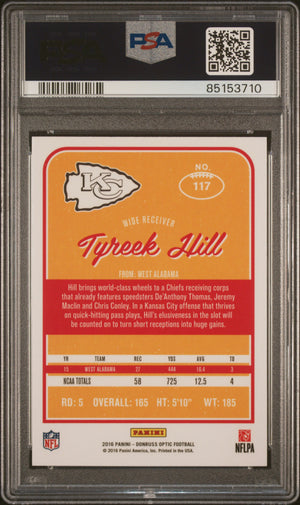 PSA
85153710
KC
NO.
117
WIDE RECEIVER
Tyreek Hill
FROM: WEST ALABAMA
Hill brings world-class wheels to a Chiefs receiving corps
that already features speedsters De'Anthony Thomas, Jeremy
Maclin and Chris Conley. In a Kansas City offense that thrives
on quick-hitting pass plays, Hill's elusiveness in the slot will
be counted on to turn short receptions into huge gains.
YR TEAM REC YDS AVG TD
15 WEST ALABAMA 27 444 16.4 3
NCAA TOTALS 58 725 12.5 4
RD: 5 OVERALL: 165 HT: 5'10" WT: 185
PANINI
NFL
2016 PANINI - DONRUSS OPTIC FOOTBALL
© 2016 Panini America, Inc. Printed in the USA.
NFLPA